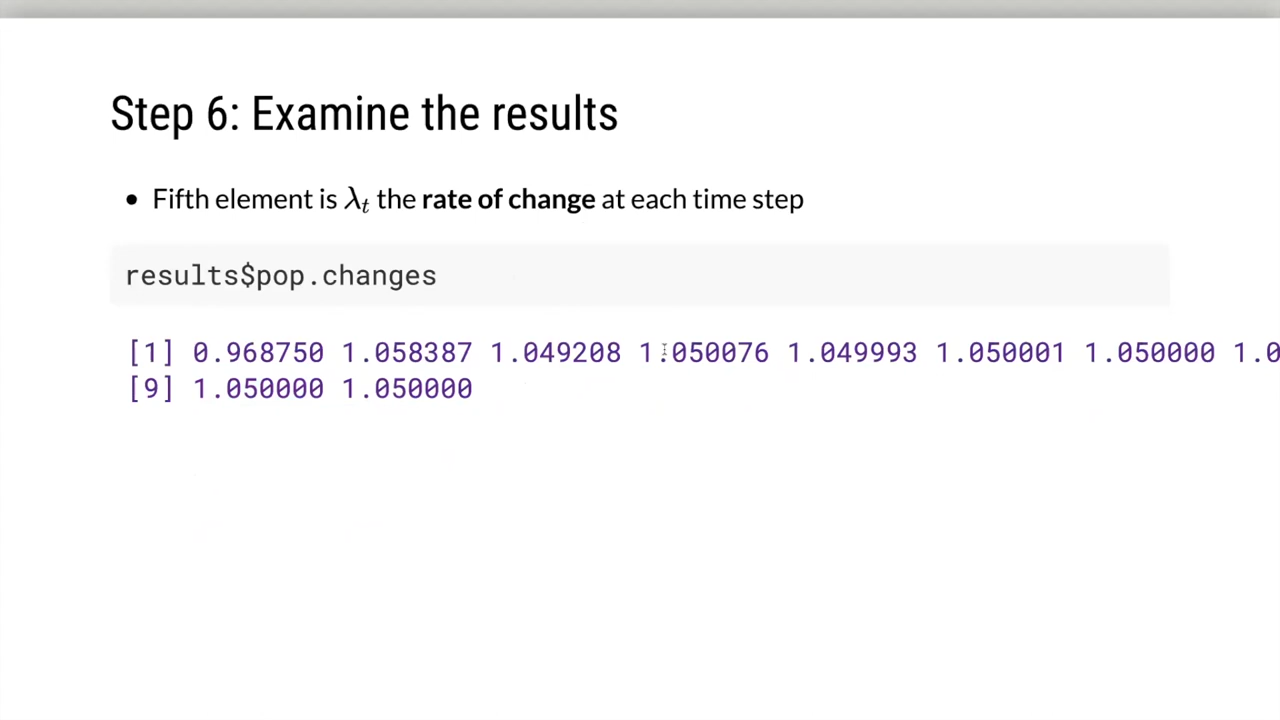 Step 6: Examine the results
• Fifth element is λₜ the rate of change at each time step
results$pop.changes
[1] 0.968750 1.058387 1.049208 1.050076 1.049993 1.050001 1.050000 1.0
[9] 1.050000 1.050000